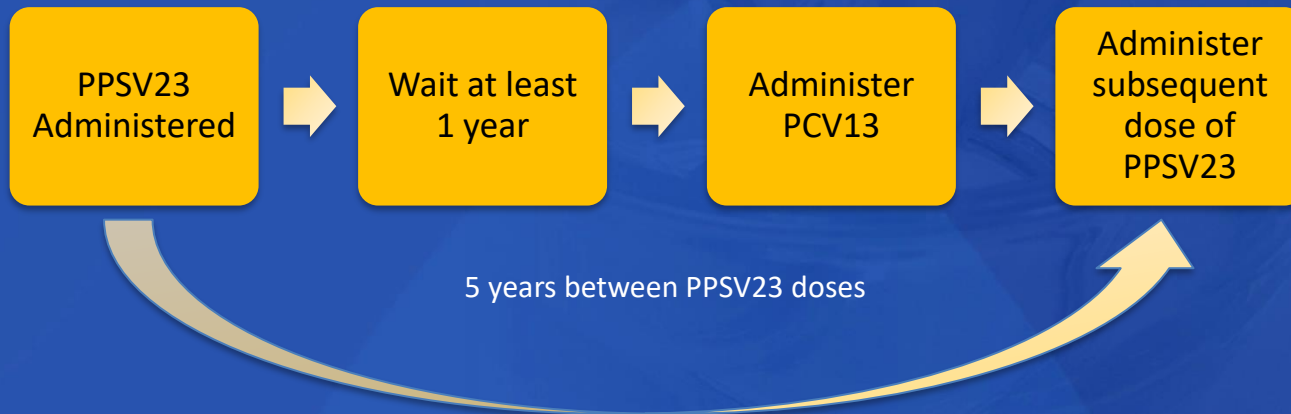 PPSV23
Administered
Wait at least
1 year
Administer
PCV13
Administer
subsequent
dose of
PPSV23
5 years between PPSV23 doses